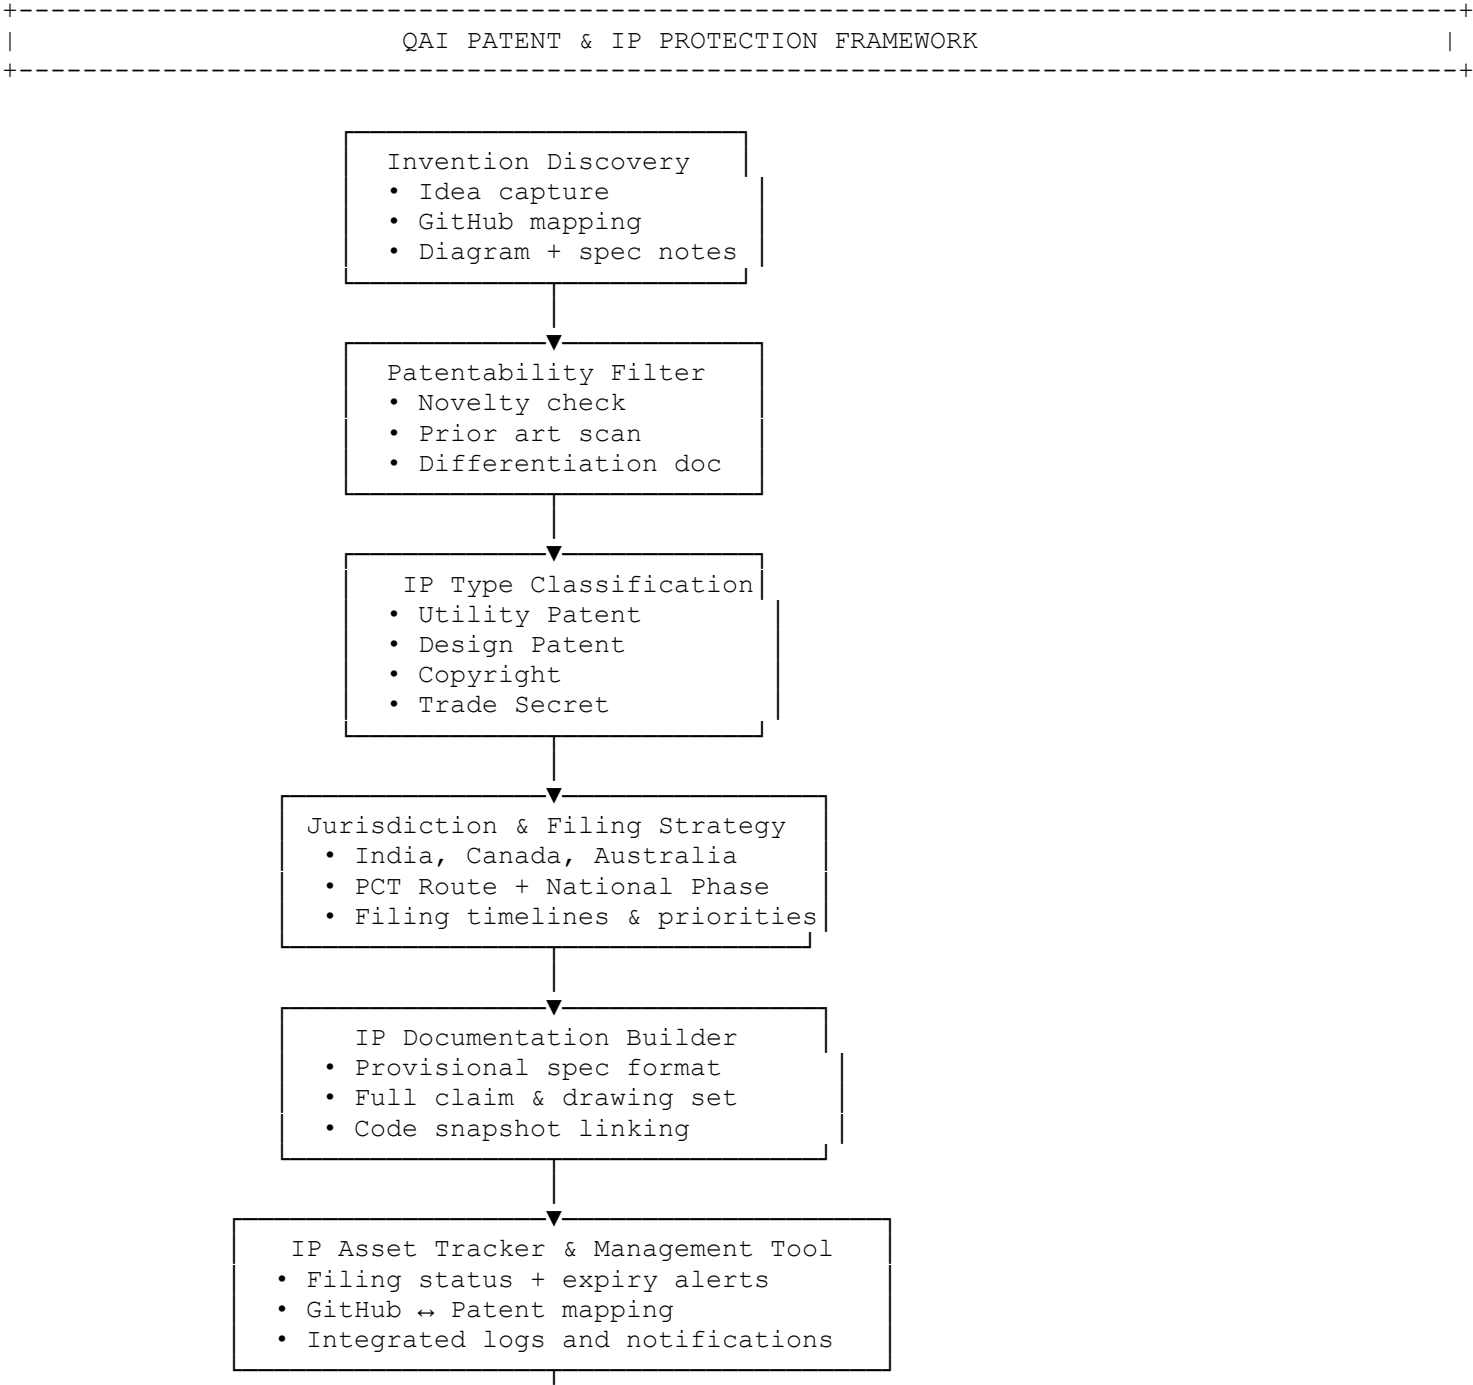 QAI PATENT & IP PROTECTION FRAMEWORK
Invention Discovery
• Idea capture
• GitHub mapping
• Diagram + spec notes
Patentability Filter
• Novelty check
• Prior art scan
• Differentiation doc
IP Type Classification
• Utility Patent
• Design Patent
• Copyright
• Trade Secret
Jurisdiction & Filing Strategy
• India, Canada, Australia
• PCT Route + National Phase
• Filing timelines & priorities
IP Documentation Builder
• Provisional spec format
• Full claim & drawing set
• Code snapshot linking
IP Asset Tracker & Management Tool
• Filing status + expiry alerts
• GitHub ↔ Patent mapping
• Integrated logs and notifications